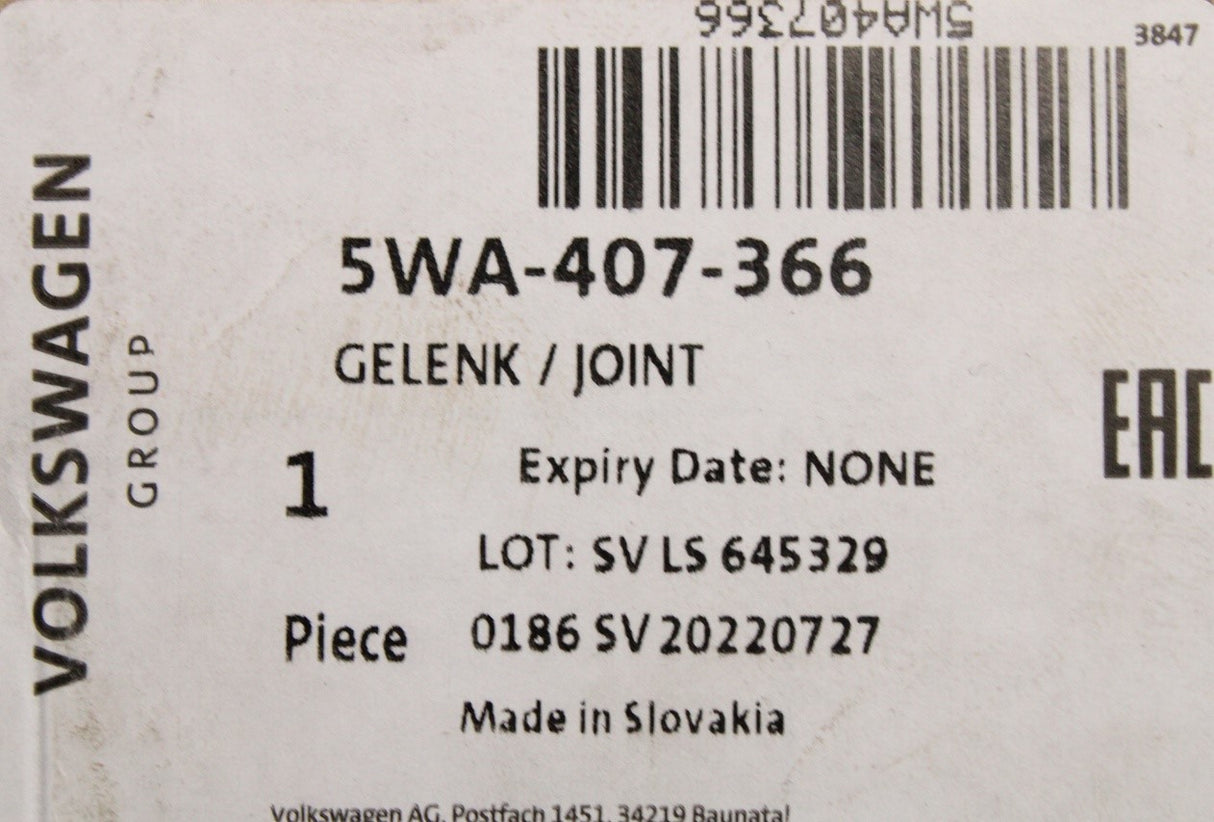 5WA407366
3847
5WA-407-366
GELENK / JOINT
EAC
1
Expiry Date: NONE
LOT: SV LS 645329
Piece
0186 SV 20220727
Made in Slovakia
Volkswagen AG, Postfach 1451, 34219 Baunatal
VOLKSWAGEN
GROUP